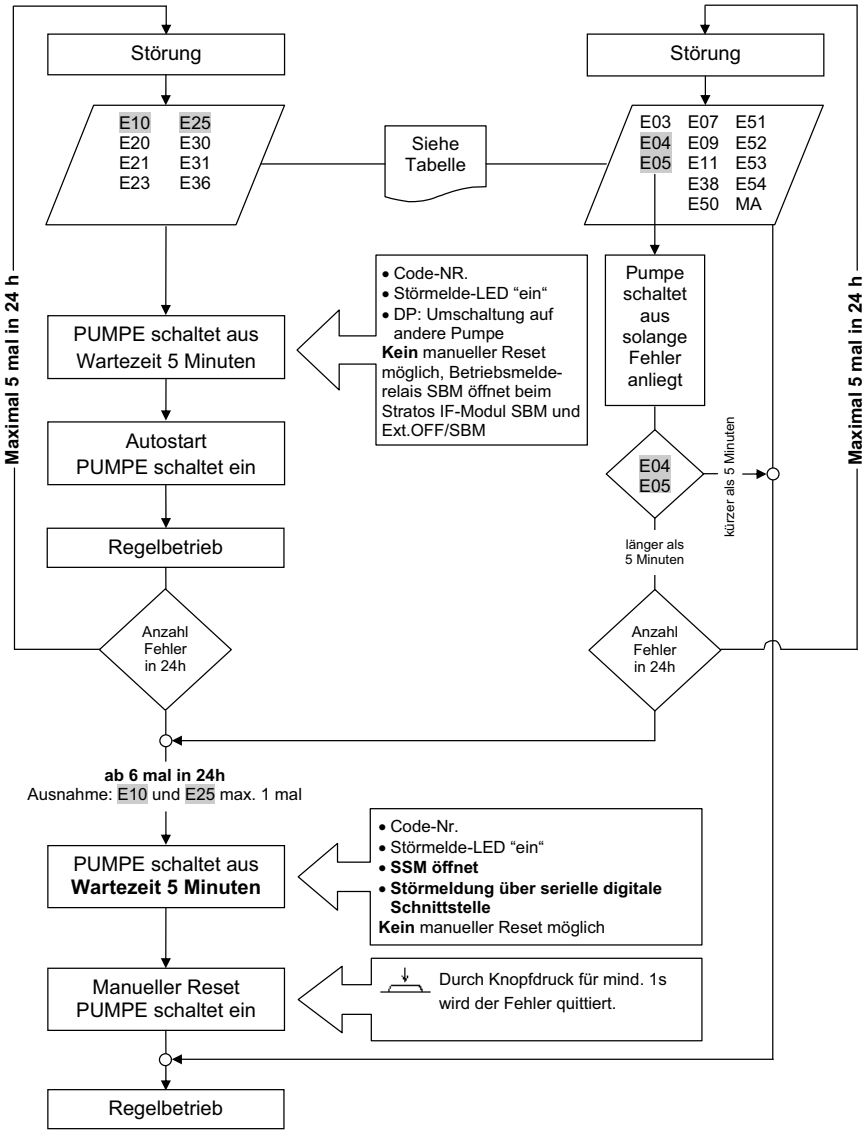 Störung
E10 E25
E20 E30
E21 E31
E23 E36
Siehe
Tabelle
Störung
E03 E07 E51
E04 E09 E52
E05 E11 E53
E38 E54
E50 MA
Maximal 5 mal in 24 h
PUMPE schaltet aus
Wartezeit 5 Minuten
• Code-NR.
• Störmelde-LED “ein“
• DP: Umschaltung auf
andere Pumpe
Kein manueller Reset
möglich, Betriebsmelde-
relais SBM öffnet beim
Stratos IF-Modul SBM und
Ext.OFF/SBM
Pumpe
schaltet
aus
solange
Fehler
anliegt
Maximal 5 mal in 24 h
Autostart
PUMPE schaltet ein
E04
E05
kürzer als 5 Minuten
länger als
5 Minuten
Regelbetrieb
Anzahl
Fehler
in 24h
Anzahl
Fehler
in 24h
ab 6 mal in 24h
Ausnahme: E10 und E25 max. 1 mal
PUMPE schaltet aus
Wartezeit 5 Minuten
• Code-Nr.
• Störmelde-LED “ein“
• SSM öffnet
• Störmeldung über serielle digitale
Schnittstelle
Kein manueller Reset möglich
Manueller Reset
PUMPE schaltet ein
Durch Knopfdruck für mind. 1s
wird der Fehler quittiert.
Regelbetrieb